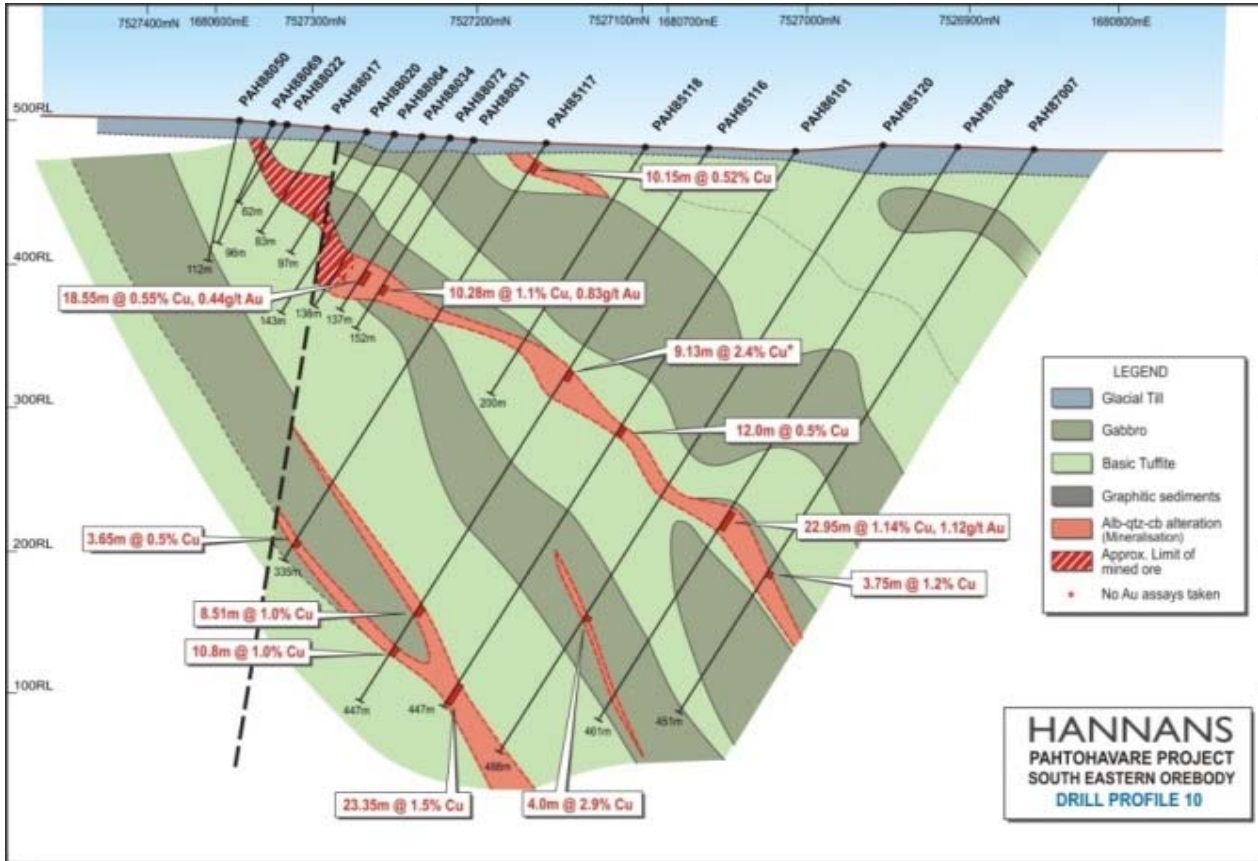 7527400mN 1680600mE 7527300mN 7527200mN 7527100mN 1680700mE 7527000mN 7526900mN 1680800mE
PAH88050
PAH88069
PAH88022
PAH88017
PAH88020
PAH88064
PAH88034
PAH88072
PAH88031
PAH85117
PAH85118
PAH85116
PAH86101
PAH85120
PAH87004
PAH87007
500RL
10.15m @ 0.52% Cu
62m
83m
96m
97m
112m
400RL
18.55m @ 0.55% Cu, 0.44g/t Au
10.28m @ 1.1% Cu, 0.83g/t Au
143m
136m
137m
152m
9.13m @ 2.4% Cu*
200m
300RL
12.0m @ 0.5% Cu
22.95m @ 1.14% Cu, 1.12g/t Au
200RL
3.65m @ 0.5% Cu
335m
3.75m @ 1.2% Cu
8.51m @ 1.0% Cu
10.8m @ 1.0% Cu
100RL
447m
447m
461m
451m
488m
23.35m @ 1.5% Cu
4.0m @ 2.9% Cu
LEGEND
Glacial Till
Gabbro
Basic Tuffite
Graphitic sediments
Alb-qtz-cb alteration
(Mineralisation)
Approx. Limit of
mined ore
* No Au assays taken
HANNANS
PAHTOHAVARE PROJECT
SOUTH EASTERN OREBODY
DRILL PROFILE 10